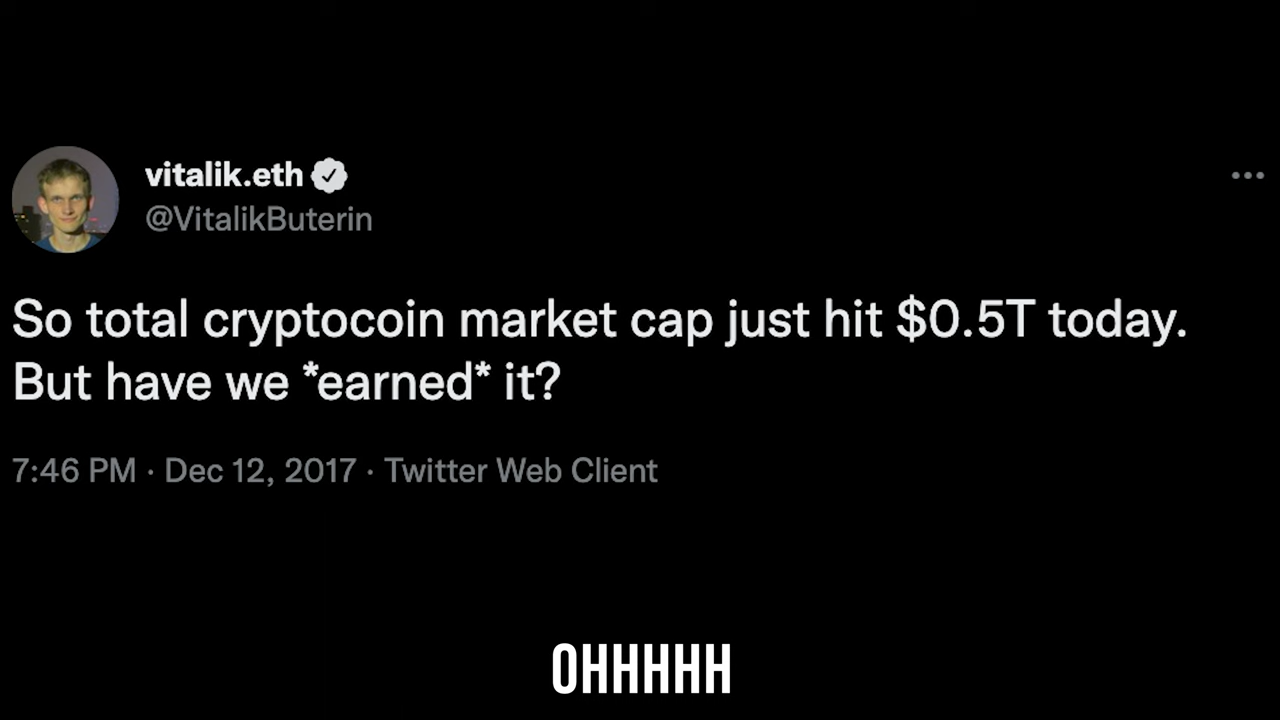 vitalik.eth
@VitalikButerin
So total cryptocoin market cap just hit $0.5T today.
But have we *earned* it?
7:46 PM · Dec 12, 2017 · Twitter Web Client
OHHHHH